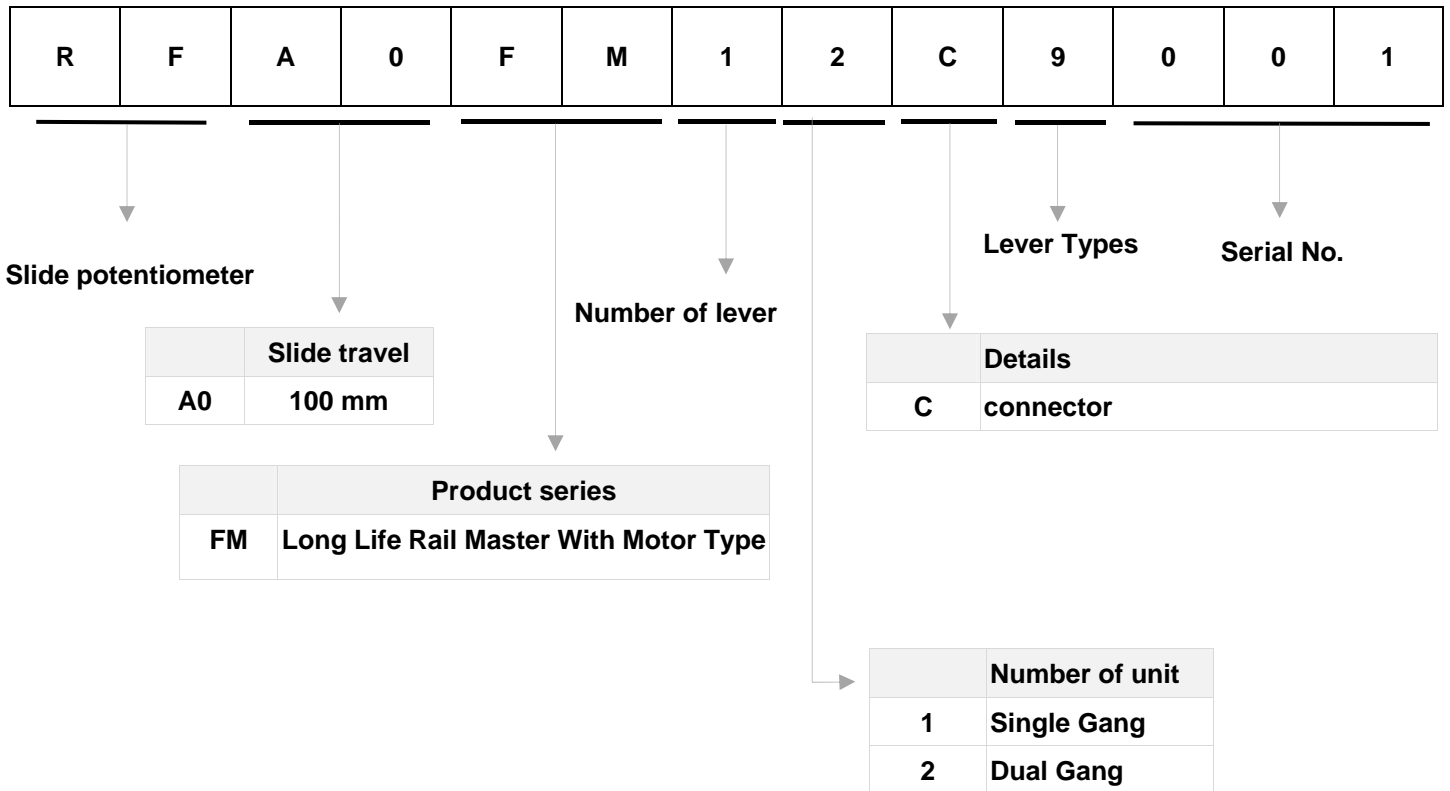 R F A 0 F M 1 2 C 9 0 0 1
Lever Types
Serial No.
Slide potentiometer
Number of lever
Slide travel
A0 100 mm
Details
C connector
Product series
FM Long Life Rail Master With Motor Type
Number of unit
1 Single Gang
2 Dual Gang